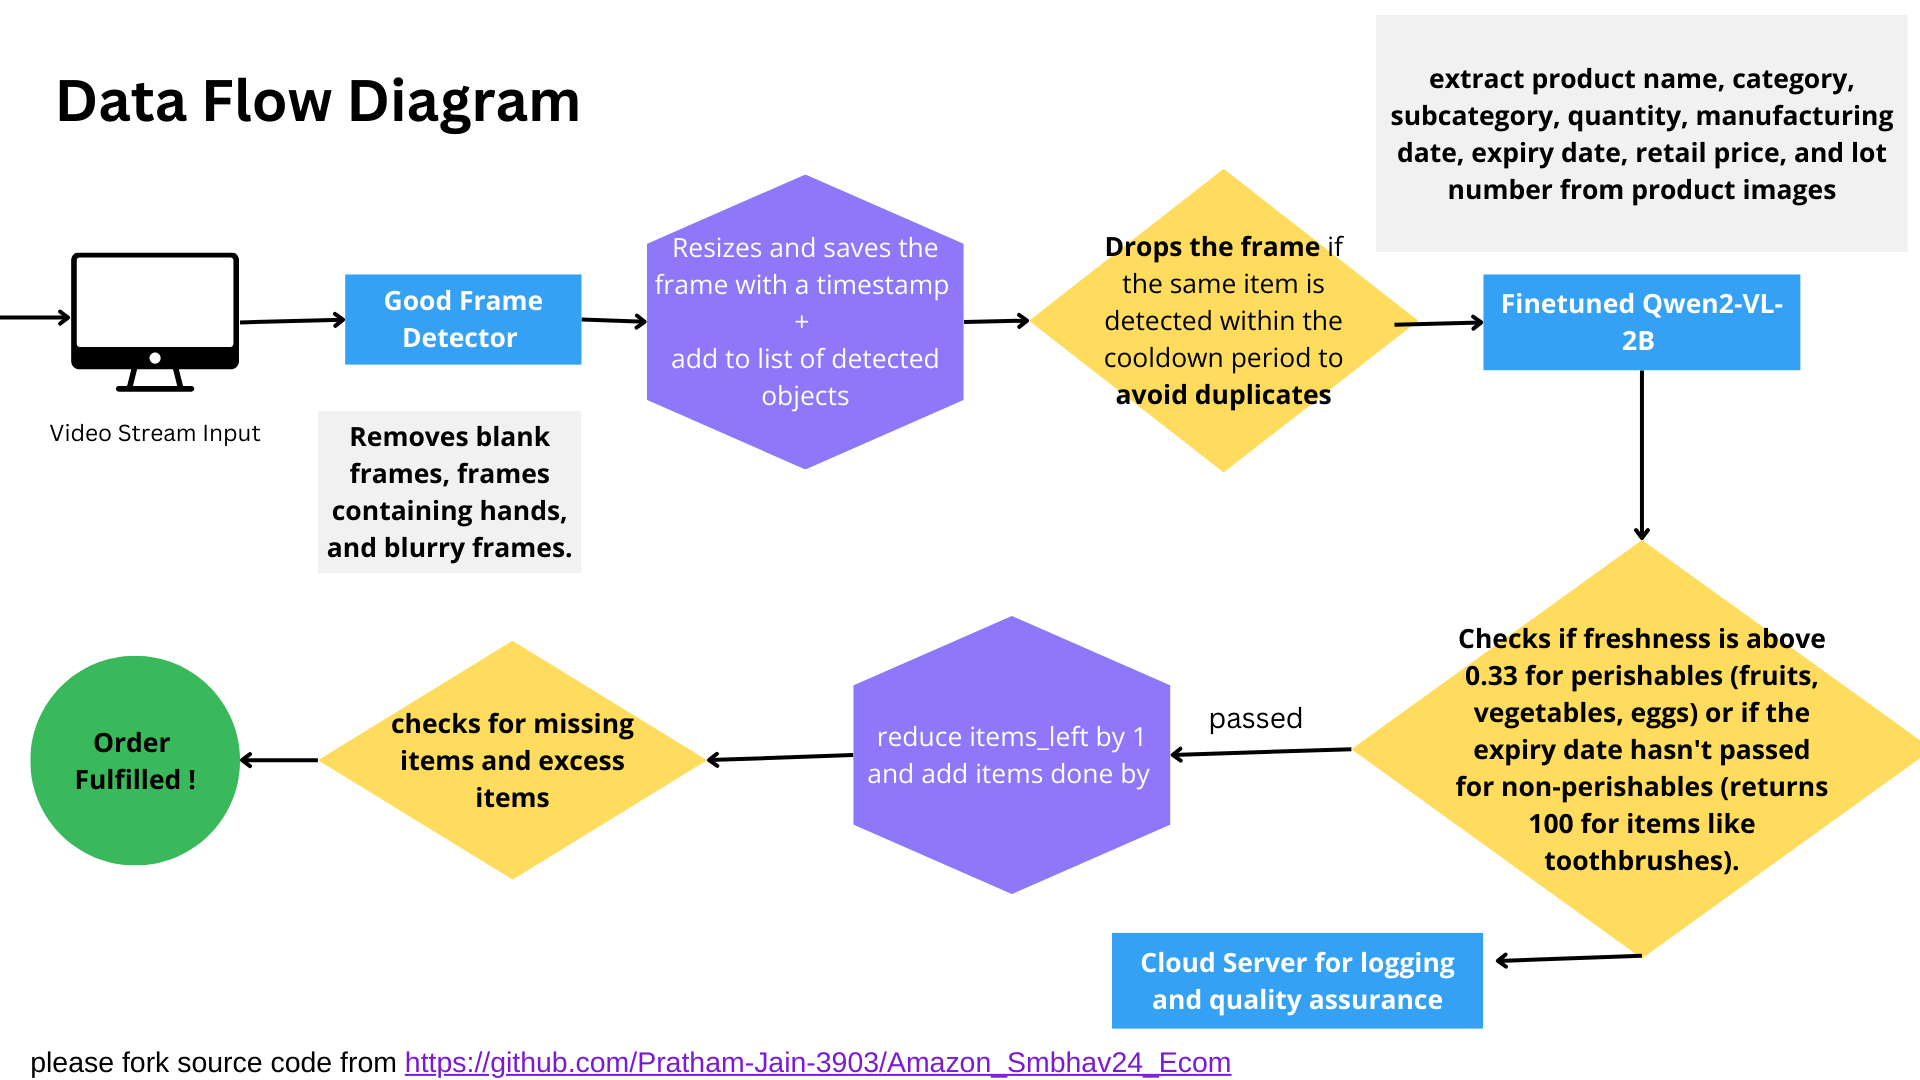 Data Flow Diagram
extract product name, category,
subcategory, quantity, manufacturing
date, expiry date, retail price, and lot
number from product images
Video Stream Input
Good Frame
Detector
Removes blank
frames, frames
containing hands,
and blurry frames.
Resizes and saves the
frame with a timestamp
+
add to list of detected
objects
Drops the frame if
the same item is
detected within the
cooldown period to
avoid duplicates
Finetuned Qwen2-VL-
2B
Checks if freshness is above
0.33 for perishables (fruits,
vegetables, eggs) or if the
expiry date hasn't passed
for non-perishables (returns
100 for items like
toothbrushes).
passed
reduce items_left by 1
and add items done by
checks for missing
items and excess
items
Order
Fulfilled !
Cloud Server for logging
and quality assurance
please fork source code from https://github.com/Pratham-Jain-3903/Amazon_Smbhav24_Ecom